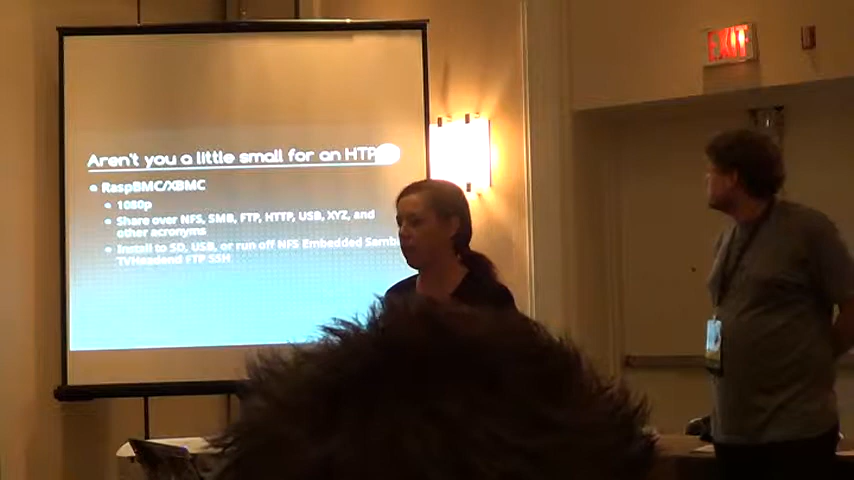 EXIT
Aren't you a little small for an HTP
RaspBMC/XBMC
1080p
Share over NFS, SMB, FTP, HTTP, USB, XYZ, and
other acronyms
Install to SD, USB, or run off NFS Embedded Samba
TVHeadend FTP SSH